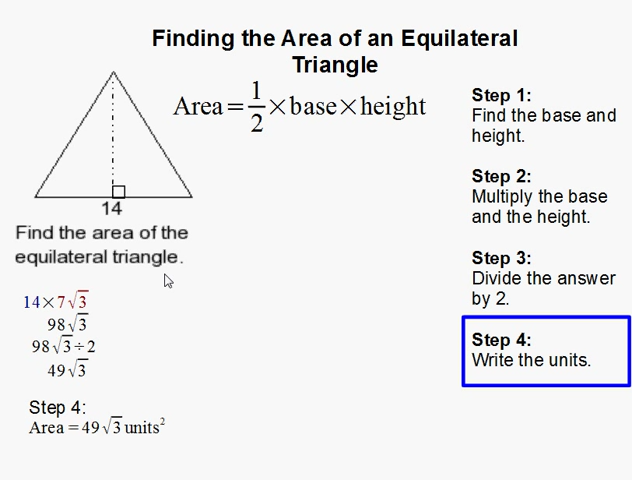 Finding the Area of an Equilateral
Triangle
Area = 1/2 × base × height
14
Find the area of the
equilateral triangle.
14×7√3
98√3
98√3÷2
49√3
Step 4:
Area = 49√3 units²
Step 1:
Find the base and
height.
Step 2:
Multiply the base
and the height.
Step 3:
Divide the answer
by 2.
Step 4:
Write the units.